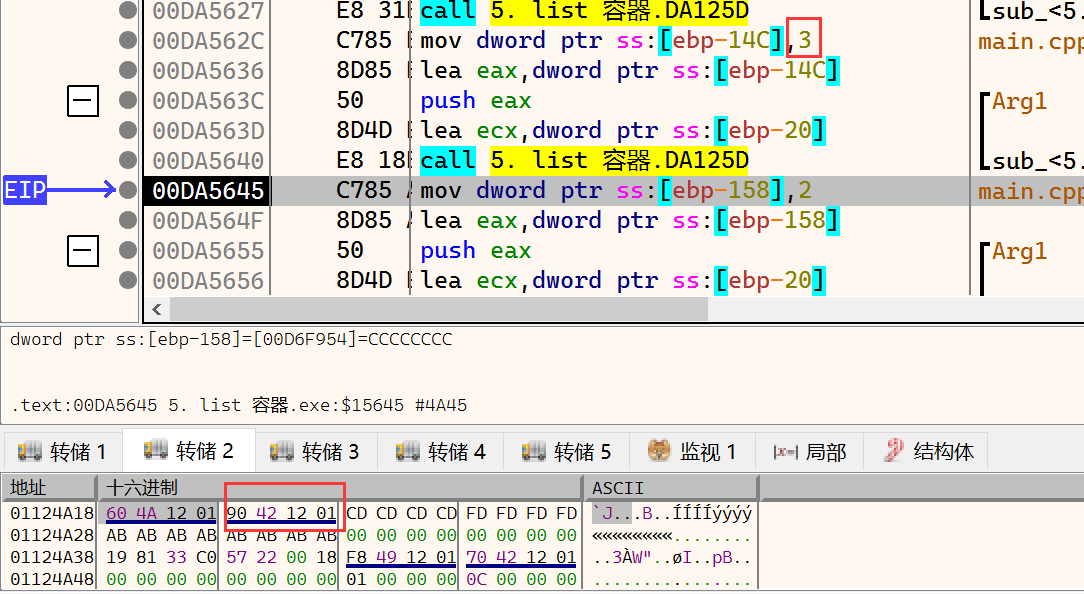 00DA5627 E8 31 call 5. list 容器.DA125D sub_<5.
00DA562C C785 mov dword ptr ss:[ebp-14C],3 main.cpp
00DA5636 8D85 lea eax,dword ptr ss:[ebp-14C]
00DA563C 50 push eax Arg1
00DA563D 8D4D lea ecx,dword ptr ss:[ebp-20]
00DA5640 E8 18 call 5. list 容器.DA125D sub_<5.
EIP 00DA5645 C785 mov dword ptr ss:[ebp-158],2 main.cpp
00DA564F 8D85 lea eax,dword ptr ss:[ebp-158]
00DA5655 50 push eax Arg1
00DA5656 8D4D lea ecx,dword ptr ss:[ebp-20]
dword ptr ss:[ebp-158]=[00D6F954]=CCCCCCCC
.text:00DA5645 5. list 容器.exe:$15645 #4A45
转储 1 转储 2 转储 3 转储 4 转储 5 监视 1 [x=] 局部 结构体
地址 十六进制 ASCII
01124A18 60 4A 12 01 90 42 12 01 CD CD CD CD FD FD FD FD `J...B..ÍÍÍÍýýýý
01124A28 AB AB AB AB AB AB AB AB 00 00 00 00 00 00 00 00 ««««««««........
01124A38 19 81 33 C0 57 22 00 18 F8 49 12 01 70 42 12 01 ..3ÀW"..øI..pB..
01124A48 00 00 00 00 00 00 00 00 01 00 00 00 0C 00 00 00 ................